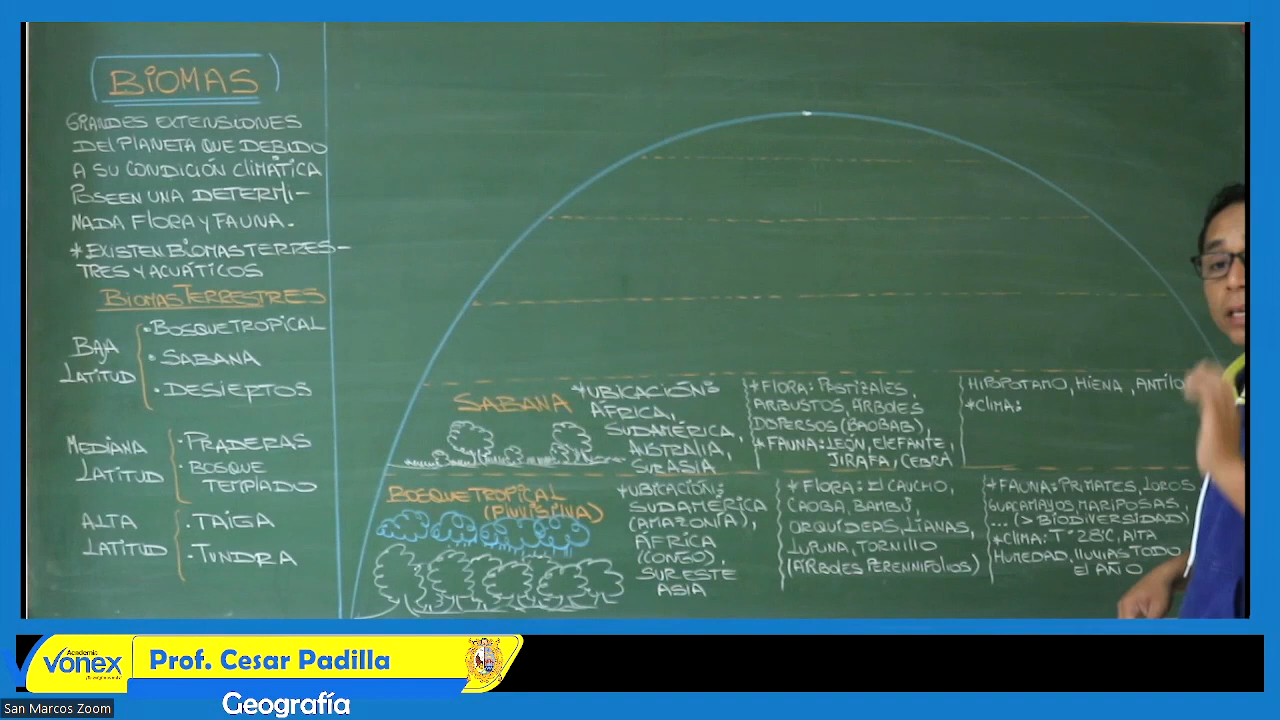 BIOMAS
GRANDES EXTENSIONES
DEL PLANETA QUE DEBIDO
A SU CONDICIÓN CLIMÁTICA
POSEEN UNA DETERMI-
NADA FLORA Y FAUNA.
*EXISTEN BIOMAS TERRES-
TRES Y ACUÁTICOS
BIOMAS TERRESTRES
BAJA
LATITUD
•BOSQUE TROPICAL
•SABANA
•DESIERTOS
MEDIANA
LATITUD
•PRADERAS
•BOSQUE
TEMPLADO
ALTA
LATITUD
•TAIGA
•TUNDRA
SABANA
*UBICACIÓN:
ÁFRICA,
SUDAMÉRICA,
AUSTRALIA,
SURASIA
*FLORA: PASTIZALES,
ARBUSTOS, ÁRBOLES
DISPERSOS (BAOBAB),
*FAUNA: LEÓN, ELEFANTE,
JIRAFA, CEBRA
HIPOPOTAMO, HIENA, ANTÍLO
*CLIMA:
BOSQUE TROPICAL
(PLUVISILVA)
*UBICACIÓN:
SUDAMÉRICA
(AMAZONÍA),
ÁFRICA
(CONGO),
SURESTE
ASIA
*FLORA: EL CAUCHO,
CAOBA, BAMBÚ,
ORQUÍDEAS, LIANAS,
LUPUNA, TORNILLO
(ÁRBOLES PERENNIFOLIOS)
*FAUNA: PRIMATES, LOROS
GUACAMAYOS, MARIPOSAS,
... (> BIODIVERSIDAD)
*CLIMA: T° 28°C, ALTA
HUMEDAD, LLUVIAS TODO
EL AÑO
Academia
vonex
Prof. Cesar Padilla
Geografía
San Marcos Zoom